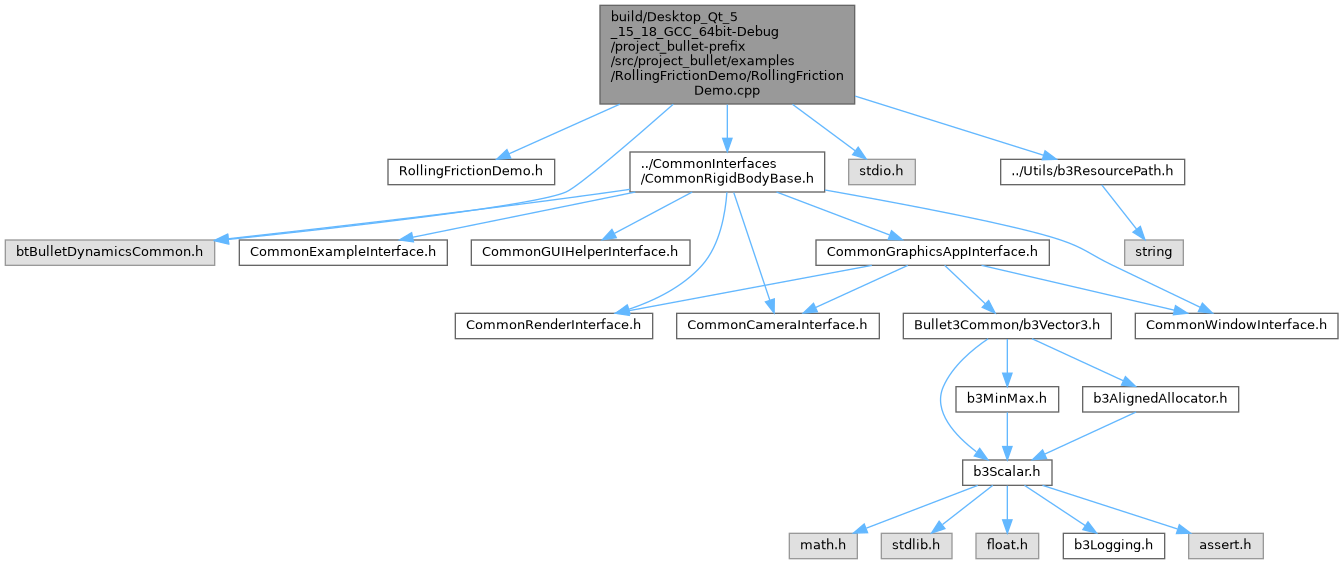 build/Desktop_Qt_5
_15_18_GCC_64bit-Debug
/project_bullet-prefix
/src/project_bullet/examples
/RollingFrictionDemo/RollingFriction
Demo.cpp
RollingFrictionDemo.h
../CommonInterfaces
/CommonRigidBodyBase.h
stdio.h
../Utils/b3ResourcePath.h
btBulletDynamicsCommon.h
CommonExampleInterface.h
CommonGUIHelperInterface.h
CommonGraphicsAppInterface.h
string
CommonRenderInterface.h
CommonCameraInterface.h
Bullet3Common/b3Vector3.h
CommonWindowInterface.h
b3MinMax.h
b3AlignedAllocator.h
b3Scalar.h
math.h
stdlib.h
float.h
b3Logging.h
assert.h